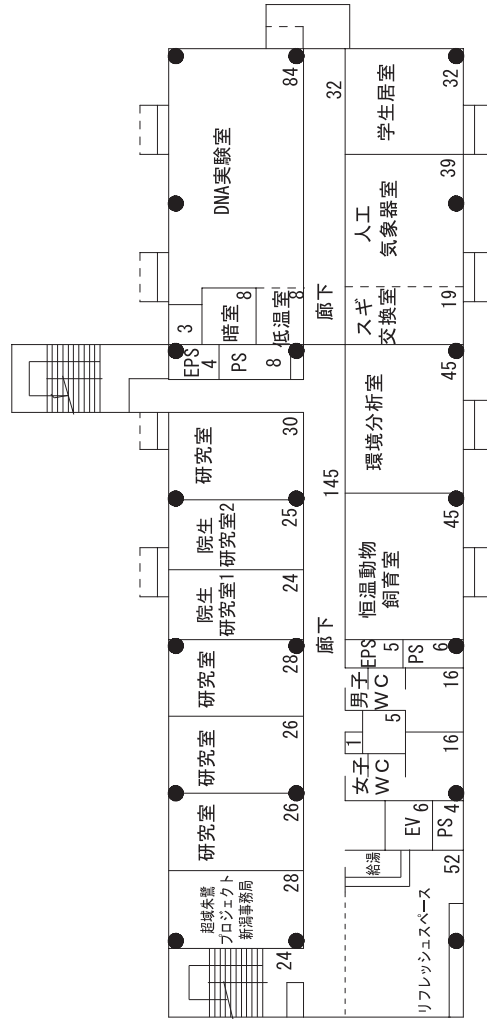 DNA実験室
84
3
暗室
8
低温室
8
EPS
4
PS
8
研究室
30
院生
研究室2
25
院生
研究室1
24
研究室
28
研究室
26
研究室
26
超域朱鷺
プロジェクト
新潟事務局
28
24
廊下
32
廊下
145
学生居室
32
人工
気象器室
39
スギ
交換室
19
環境分析室
45
恒温動物
飼育室
45
EPS
5
PS
6
男子
WC
16
1
5
女子
WC
16
EV
6
PS
4
給湯
52
リフレッシュスペース